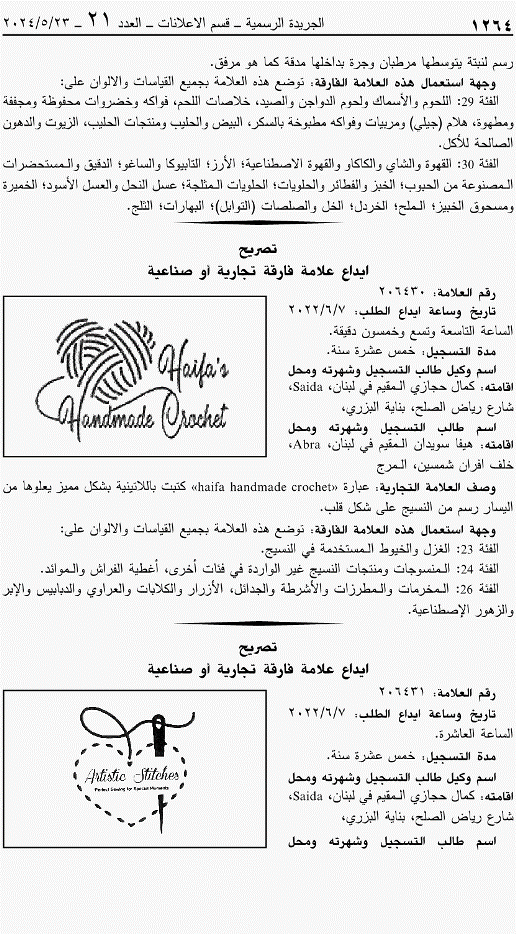 ١٢٦٤ الجريدة الرسمية ــ قسم الاعلانات ــ العدد ٢١ ــ ٢٠٢٤/٥/٢٣
رسم لنبتة يتوسطها مرطبان وجرة بداخلها مدقة كما هو مرفق.
وجهة استعمال هذه العلامة الفارقة: توضع هذه العلامة بجميع القياسات والالوان على:
الفئة 29: اللحوم والأسماك ولحوم الدواجن والصيد، خلاصات اللحم، فواكه وخضروات محفوظة ومجففة
ومطهوة، هلام (جيلي) ومربيات وفواكه مطبوخة بالسكر، البيض والحليب ومنتجات الحليب، الزيوت والدهون
الصالحة للأكل.
الفئة 30: القهوة والشاي والكاكاو والقهوة الاصطناعية؛ الأرز؛ التابيوكا والساغو؛ الدقيق والمستحضرات
المصنوعة من الحبوب؛ الخبز والفطائر والحلويات؛ الحلويات المثلجة؛ عسل النحل والعسل الأسود؛ الخميرة
ومسحوق الخبيز؛ الملح؛ الخردل؛ الخل والصلصات (التوابل)؛ البهارات؛ الثلج.
تصريح
ايداع علامة فارقة تجارية أو صناعية
رقم العلامة: ٢٠٦٤٣٠
تاريخ وساعة ايداع الطلب: ٢٠٢٢/٦/٧
الساعة التاسعة وتسع وخمسون دقيقة.
مدة التسجيل: خمس عشرة سنة.
اسم وكيل طالب التسجيل وشهرته ومحل
اقامته: كمال حجازي المقيم في لبنان، Saida،
شارع رياض الصلح، بناية البزري،
اسم طالب التسجيل وشهرته ومحل
اقامته: هيفا سويدان المقيم في لبنان، Abra،
خلف افران شمسين، المرج
Haifa's
Handmade Crochet
وصف العلامة التجارية: عبارة «haifa handmade crochet» كتبت باللاتينية بشكل مميز يعلوها من
اليسار رسم من النسيج على شكل قلب.
وجهة استعمال هذه العلامة الفارقة: توضع هذه العلامة بجميع القياسات والالوان على:
الفئة 23: الغزل والخيوط المستخدمة في النسيج.
الفئة 24: المنسوجات ومنتجات النسيج غير الواردة في فئات أخرى، أغطية الفراش والموائد.
الفئة 26: المخرمات والمطرزات والأشرطة والجدائل، الأزرار والكلابات والعراوي والدبابيس والإبر
والزهور الإصطناعية.
تصريح
ايداع علامة فارقة تجارية أو صناعية
رقم العلامة: ٢٠٦٤٣١
تاريخ وساعة ايداع الطلب: ٢٠٢٢/٦/٧
الساعة العاشرة.
مدة التسجيل: خمس عشرة سنة.
اسم وكيل طالب التسجيل وشهرته ومحل
اقامته: كمال حجازي المقيم في لبنان، Saida،
شارع رياض الصلح، بناية البزري،
اسم طالب التسجيل وشهرته ومحل
Artistic Stitches
Perfect Sewing for Special Moments